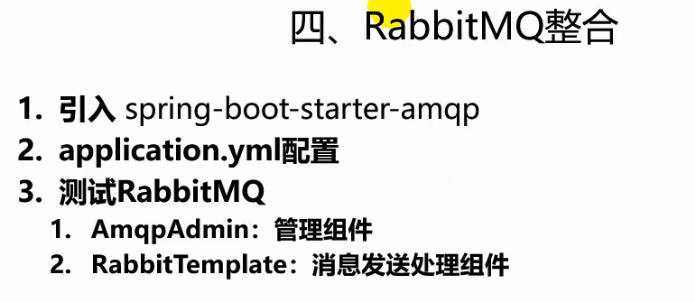 四、RabbitMQ整合
1. 引入 spring-boot-starter-amqp
2. application.yml配置
3. 测试RabbitMQ
1. AmqpAdmin：管理组件
2. RabbitTemplate：消息发送处理组件